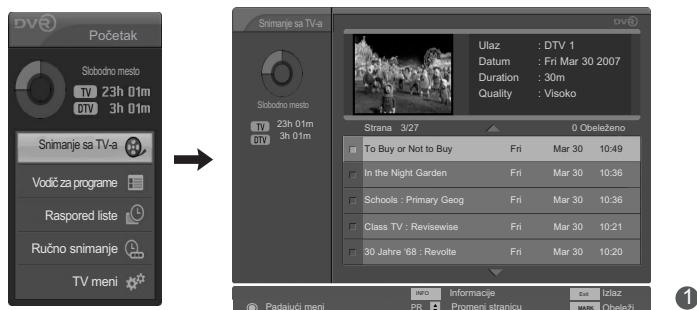 DVR
Početak
Slobodno mesto
TV 23h 01m
DTV 3h 01m
Snimanje sa TV-a
Vodič za programe
Raspored liste
Ručno snimanje
TV meni
Snimanje sa TV-a
DVR
Slobodno mesto
TV 23h 01m
DTV 3h 01m
Ulaz : DTV 1
Datum : Fri Mar 30 2007
Duration : 30m
Quality : Visoko
Strana 3/27 0 Obeleženo
To Buy or Not to Buy Fri Mar 30 10:49
In the Night Garden Fri Mar 30 10:36
Schools : Primary Geog Fri Mar 30 10:36
Class TV : Revisewise Fri Mar 30 10:21
30 Jahre '68 : Revolte Fri Mar 30 10:20
INFO Informacije Exit Izlaz
Padajući meni PR Promeni stranicu MARK Obeleži
1